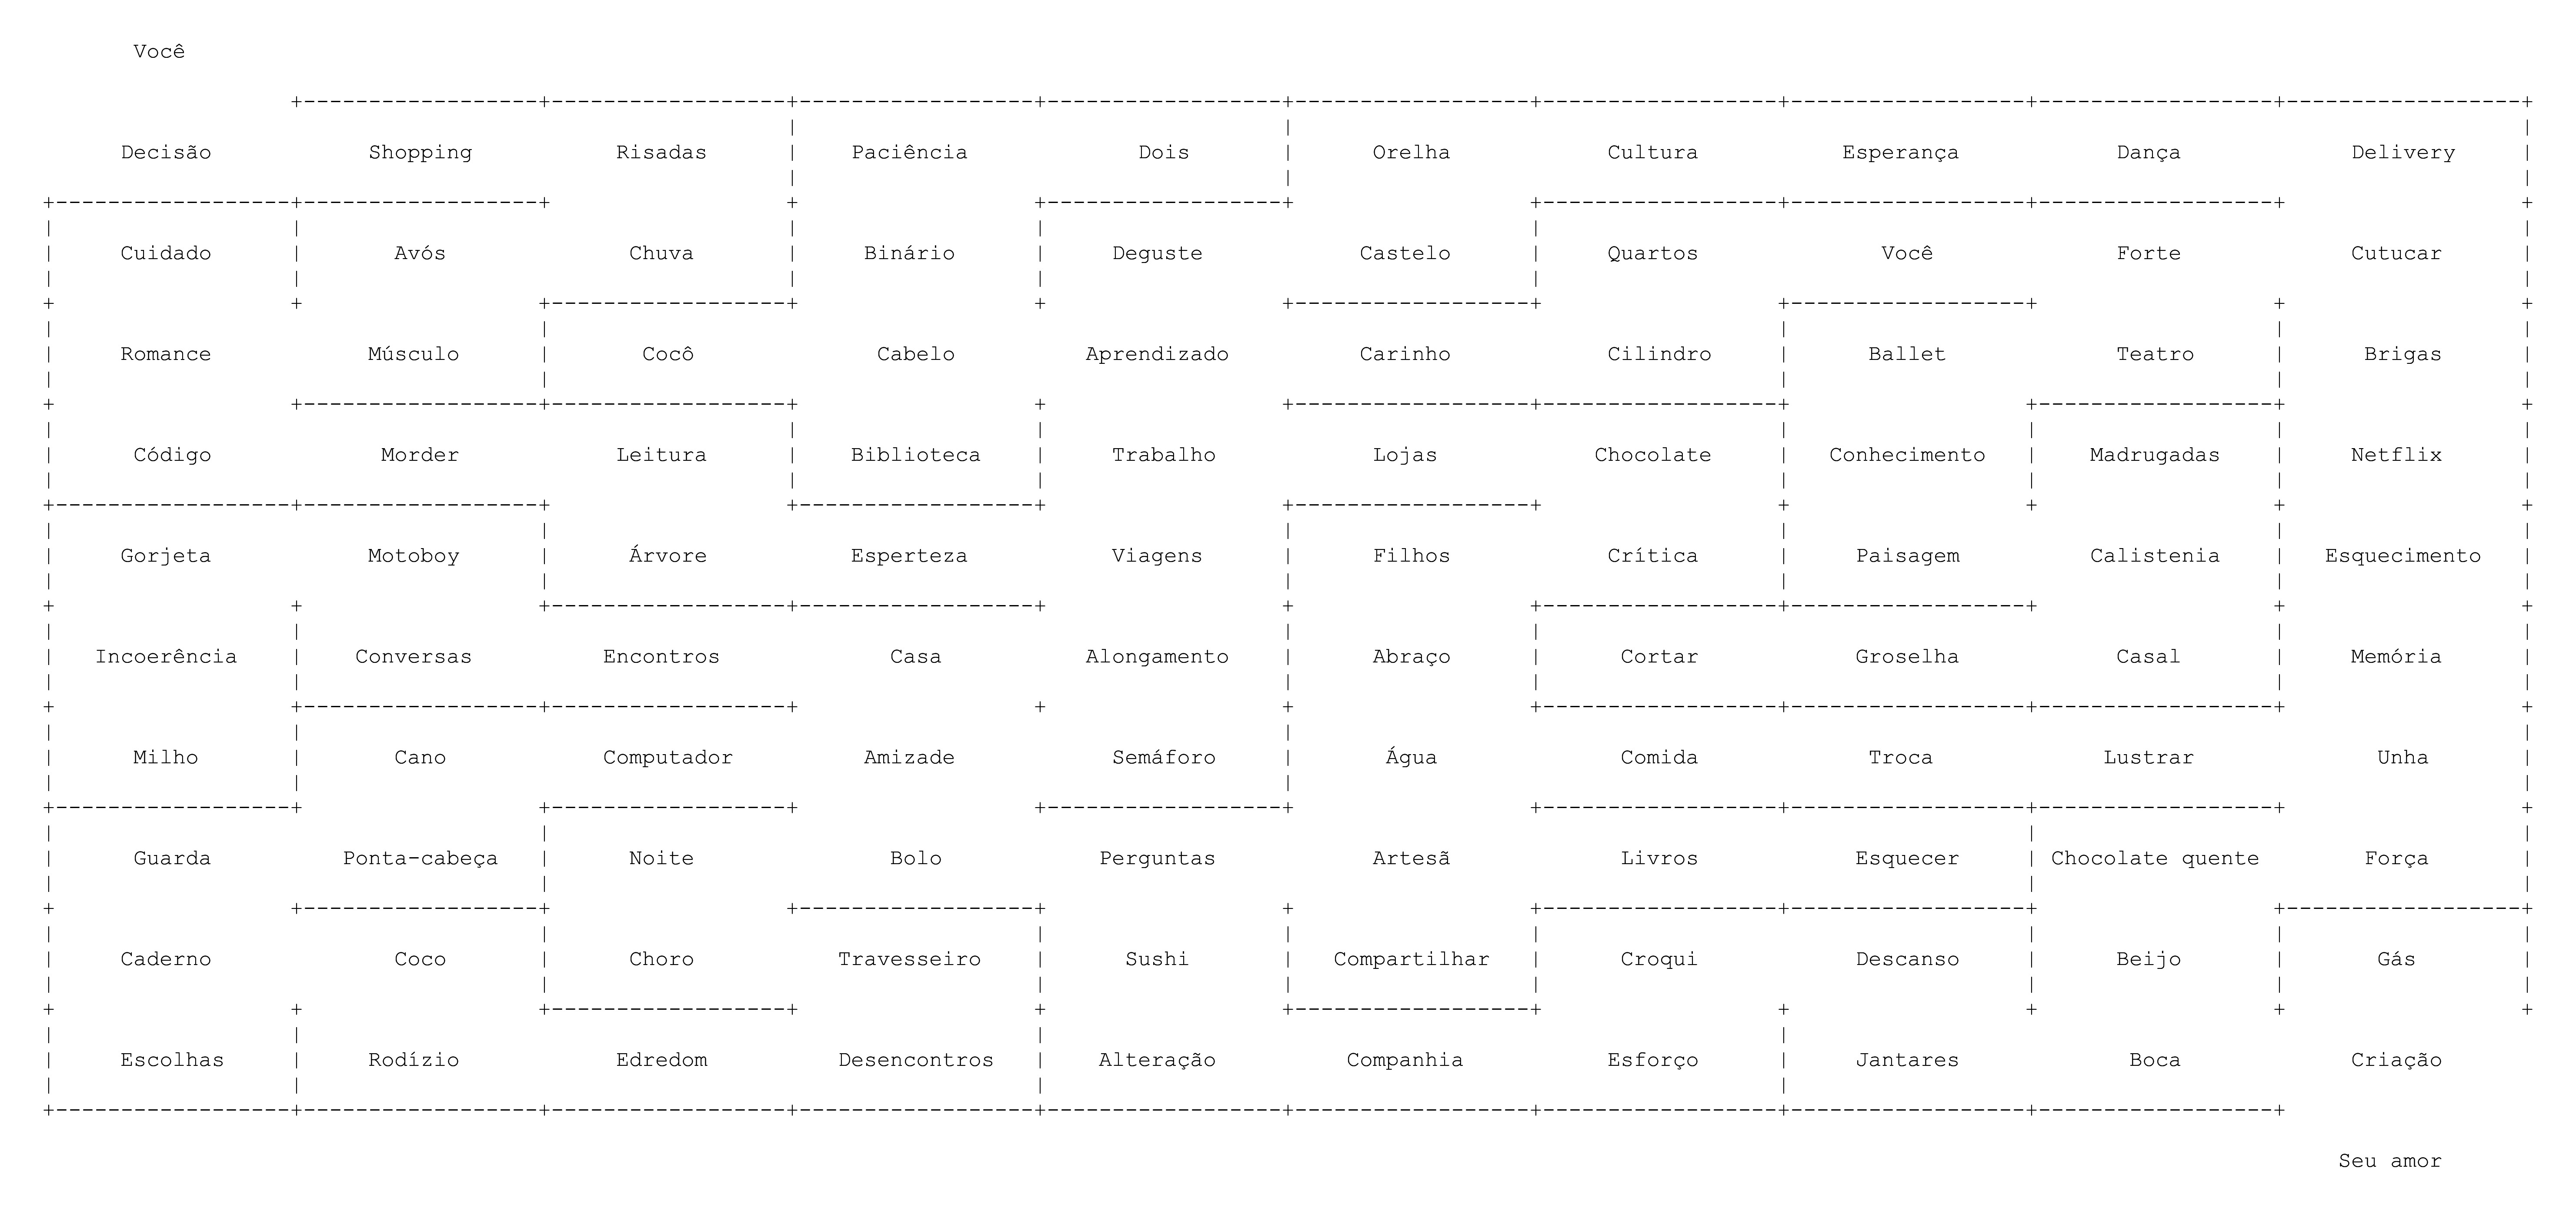 Você
Decisão Shopping Risadas Paciência Dois Orelha Cultura Esperança Dança Delivery
Cuidado Avós Chuva Binário Deguste Castelo Quartos Você Forte Cutucar
Romance Músculo Cocô Cabelo Aprendizado Carinho Cilindro Ballet Teatro Brigas
Código Morder Leitura Biblioteca Trabalho Lojas Chocolate Conhecimento Madrugadas Netflix
Gorjeta Motoboy Árvore Esperteza Viagens Filhos Crítica Paisagem Calistenia Esquecimento
Incoerência Conversas Encontros Casa Alongamento Abraço Cortar Groselha Casal Memória
Milho Cano Computador Amizade Semáforo Água Comida Troca Lustrar Unha
Guarda Ponta-cabeça Noite Bolo Perguntas Artesã Livros Esquecer Chocolate quente Força
Caderno Coco Choro Travesseiro Sushi Compartilhar Croqui Descanso Beijo Gás
Escolhas Rodízio Edredom Desencontros Alteração Companhia Esforço Jantares Boca Criação
Seu amor